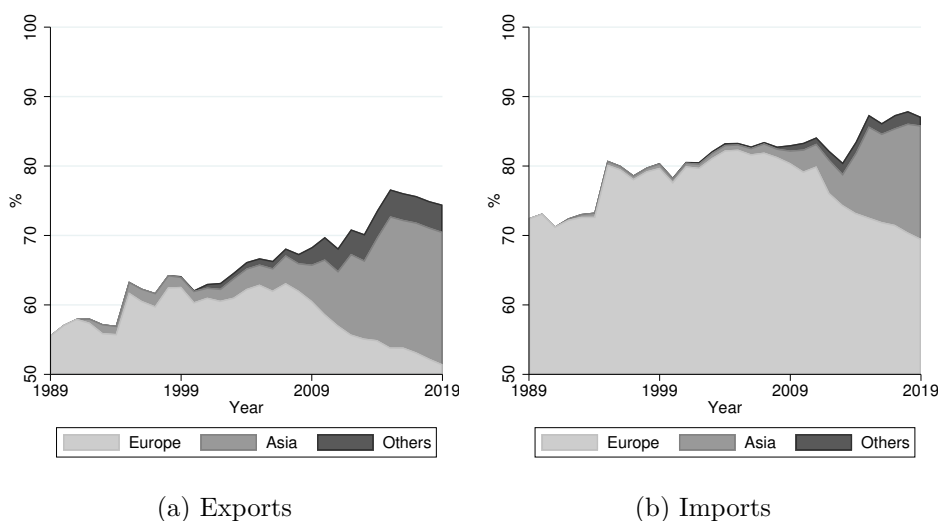 100
90
80
70
60
50
%
1989
1999
2009
2019
Year
Europe
Asia
Others
(a) Exports
100
90
80
70
60
50
%
1989
1999
2009
2019
Year
Europe
Asia
Others
(b) Imports